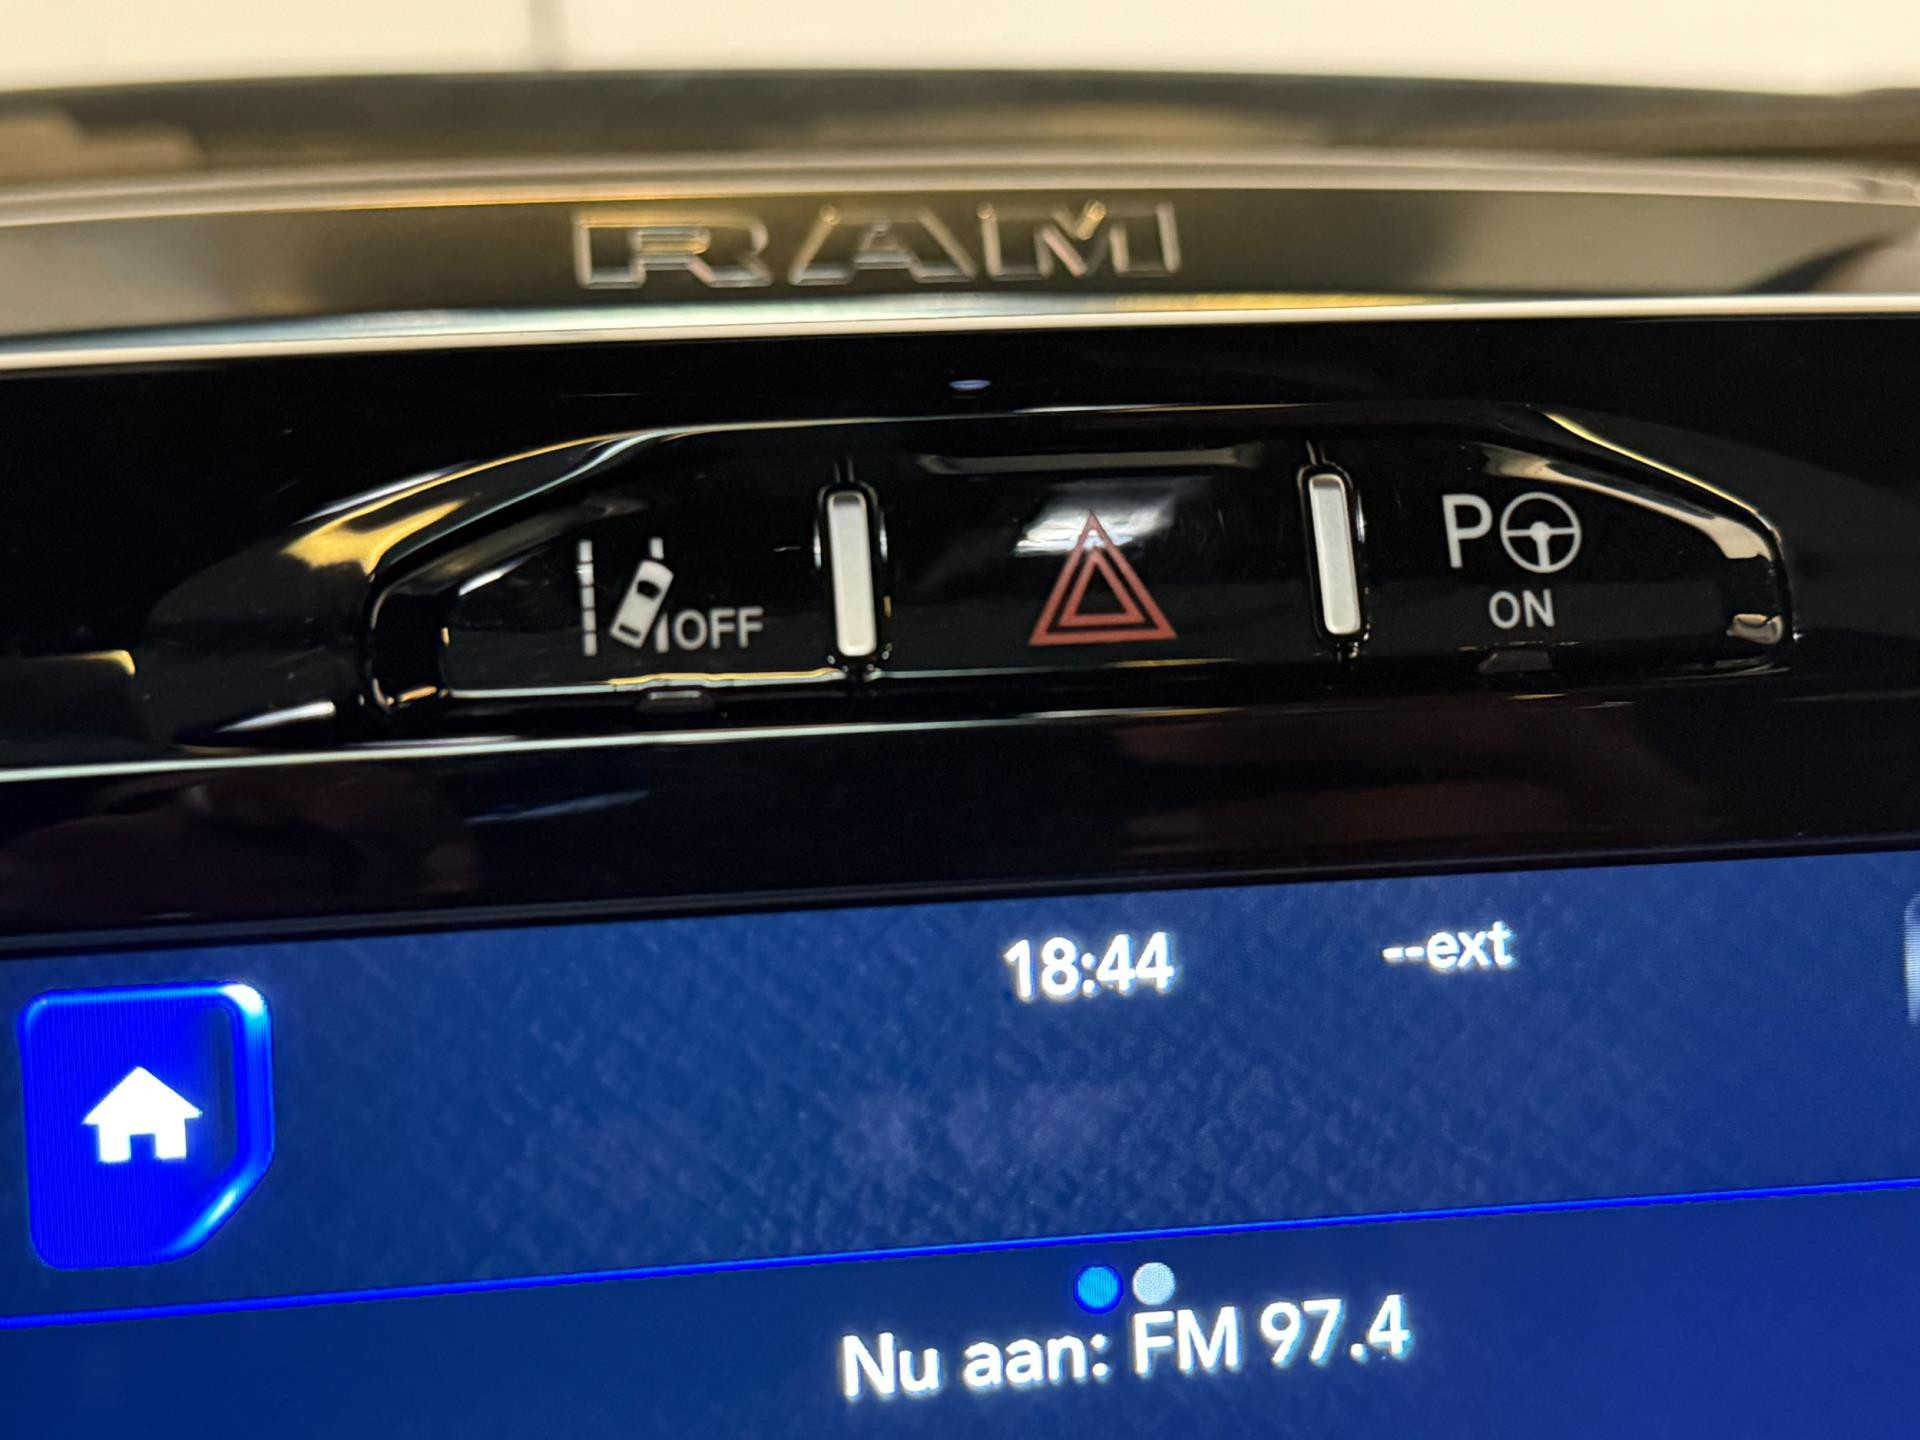 RAM
OFF
P
ON
18:44 --ext
Nu aan: FM 97.4